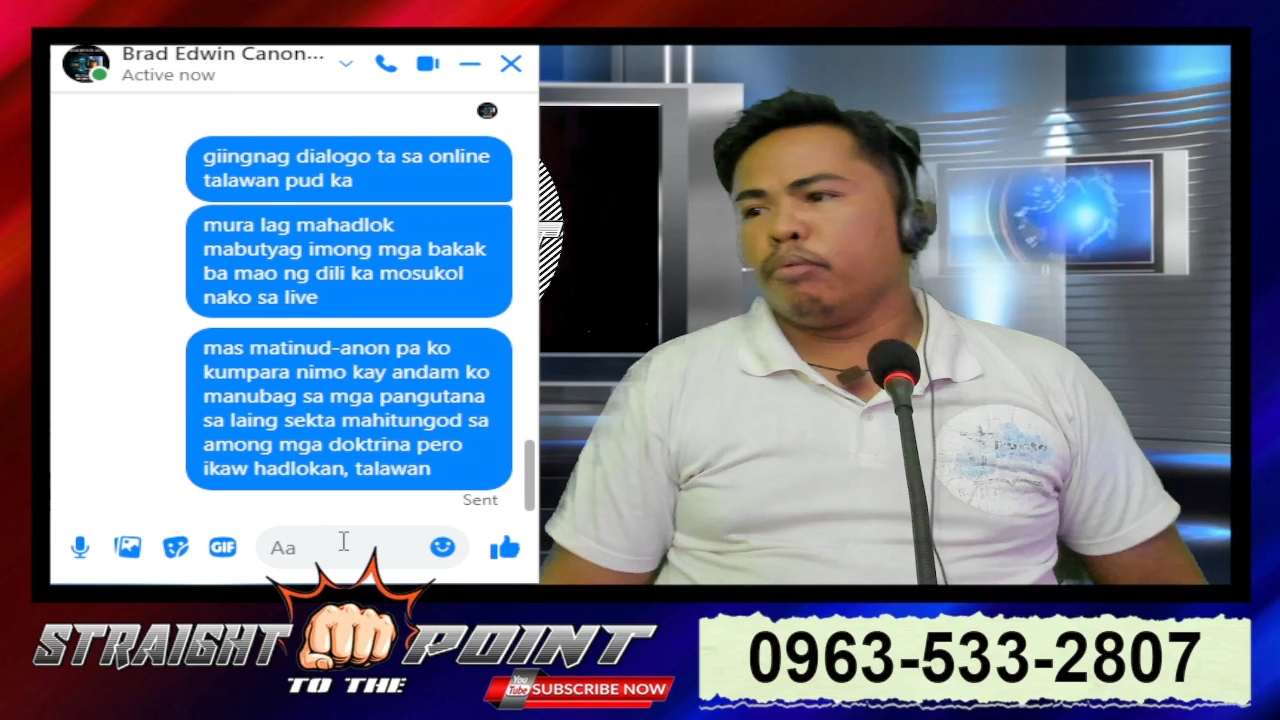 Brad Edwin Canon...
Active now
giingnag dialogo ta sa online
talawan pud ka
mura lag mahadlok
mabutyag imong mga bakak
ba mao ng dili ka mosukol
nako sa live
mas matinud-anon pa ko
kumpara nimo kay andam ko
manubag sa mga pangutana
sa laing sekta mahitungod sa
among mga doktrina pero
ikaw hadlokan, talawan
Sent
GIF
Aa
STRAIGHT
TO THE
POINT
You
Tube
SUBSCRIBE NOW
0963-533-2807